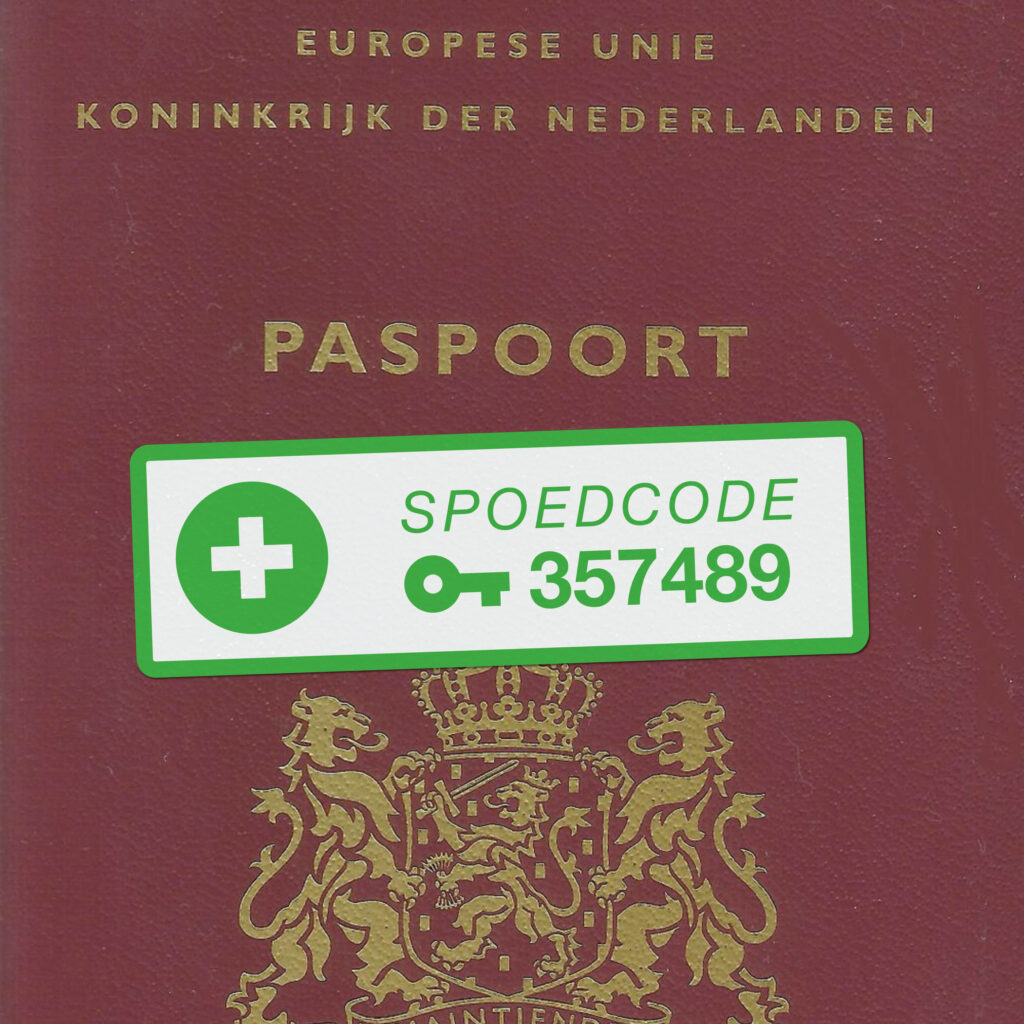 EUROPESE UNIE
KONINKRIJK DER NEDERLANDEN
PASPOORT
SPOEDCODE
357489